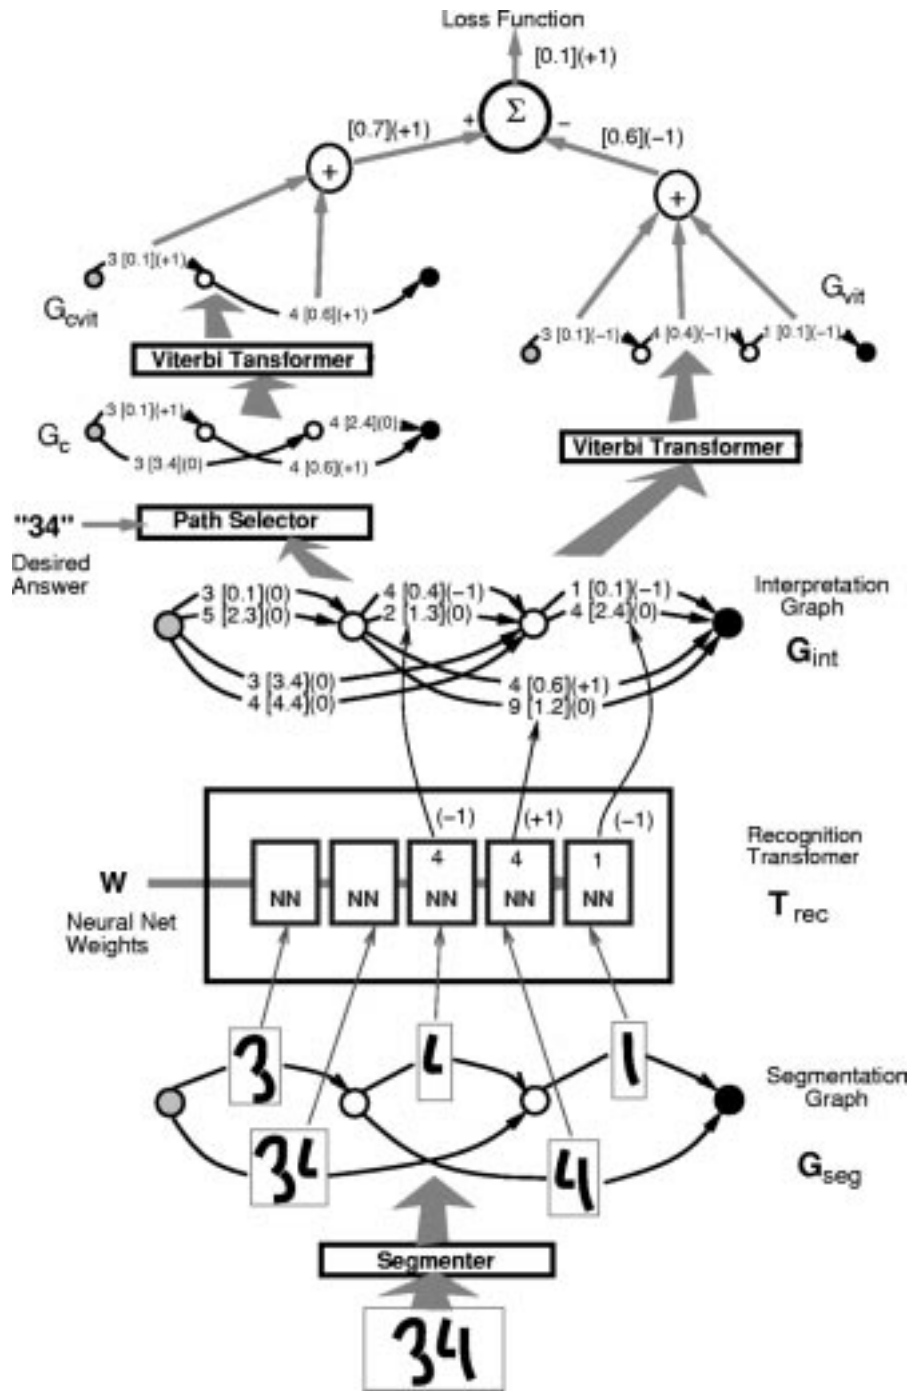 Loss Function
[0.1](+1)
Σ
+ −
[0.7](+1) [0.6](−1)
+
+
3 [0.1](+1)
4 [0.6](+1)
Gcvit
Gvit
3 [0.1](−1) 4 [0.4](−1) 1 [0.1](−1)
Viterbi Tansformer
3 [0.1](+1) 4 [2.4](0)
Gc
3 [3.4](0) 4 [0.6](+1)
Viterbi Transformer
Path Selector
"34"
Desired
Answer
3 [0.1](0) 4 [0.4](−1) 1 [0.1](−1)
5 [2.3](0) 2 [1.3](0) 4 [2.4](0)
Interpretation
Graph
Gint
3 [3.4](0) 4 [0.6](+1)
4 [4.4](0) 9 [1.2](0)
(−1) (+1) (−1)
4 4 1
NN NN NN NN NN
W
Neural Net
Weights
Recognition
Transfomer
Trec
3 4 1
34 4
Segmentation
Graph
Gseg
Segmenter
34